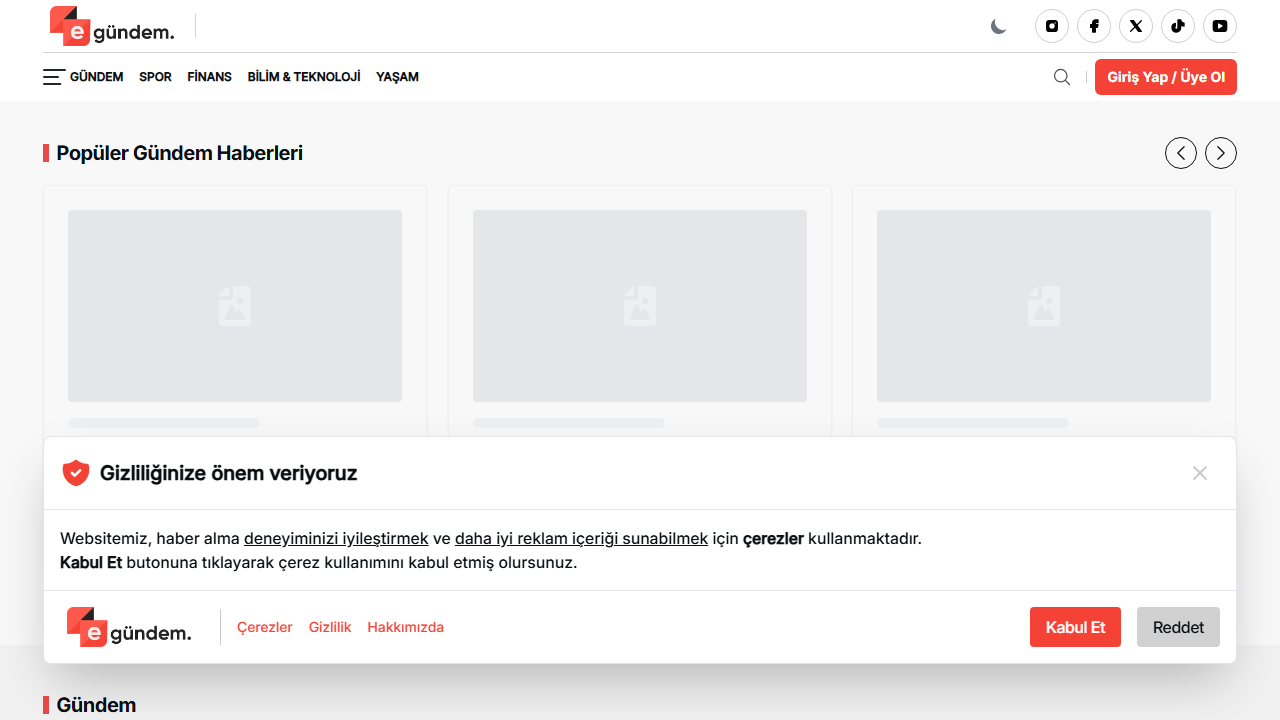 e gündem.
GÜNDEM SPOR FİNANS BİLİM & TEKNOLOJİ YAŞAM
Giriş Yap / Üye Ol
Popüler Gündem Haberleri
Gizliliğinize önem veriyoruz
Websitemiz, haber alma deneyiminizi iyileştirmek ve daha iyi reklam içeriği sunabilmek için çerezler kullanmaktadır.
Kabul Et butonuna tıklayarak çerez kullanımını kabul etmiş olursunuz.
e gündem.
Çerezler Gizlilik Hakkımızda
Kabul Et Reddet
Gündem